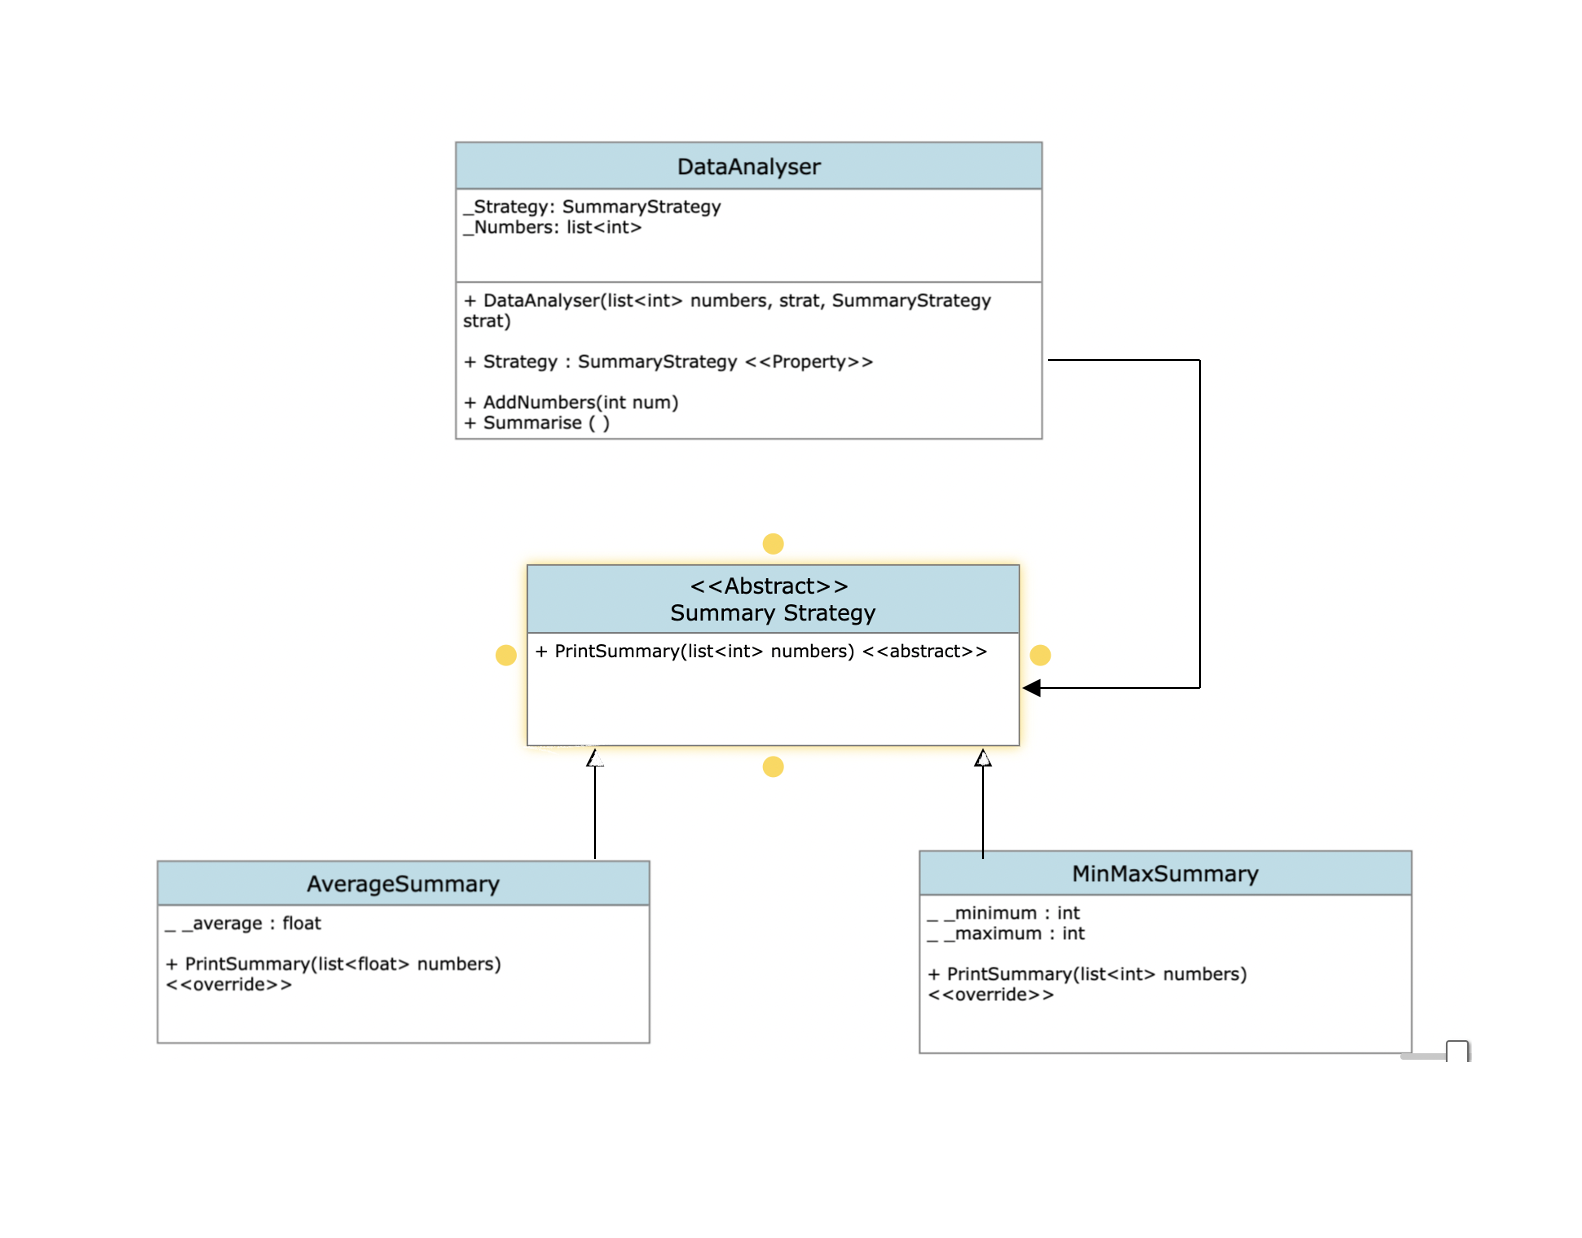 DataAnalyser
_Strategy: SummaryStrategy
_Numbers: list<int>
+ DataAnalyser(list<int> numbers, strat, SummaryStrategy
strat)
+ Strategy : SummaryStrategy <<Property>>
+ AddNumbers(int num)
+ Summarise ( )
<<Abstract>>
Summary Strategy
+ PrintSummary(list<int> numbers) <<abstract>>
AverageSummary
_ _average : float
+ PrintSummary(list<float> numbers)
<<override>>
MinMaxSummary
_ _minimum : int
_ _maximum : int
+ PrintSummary(list<int> numbers)
<<override>>